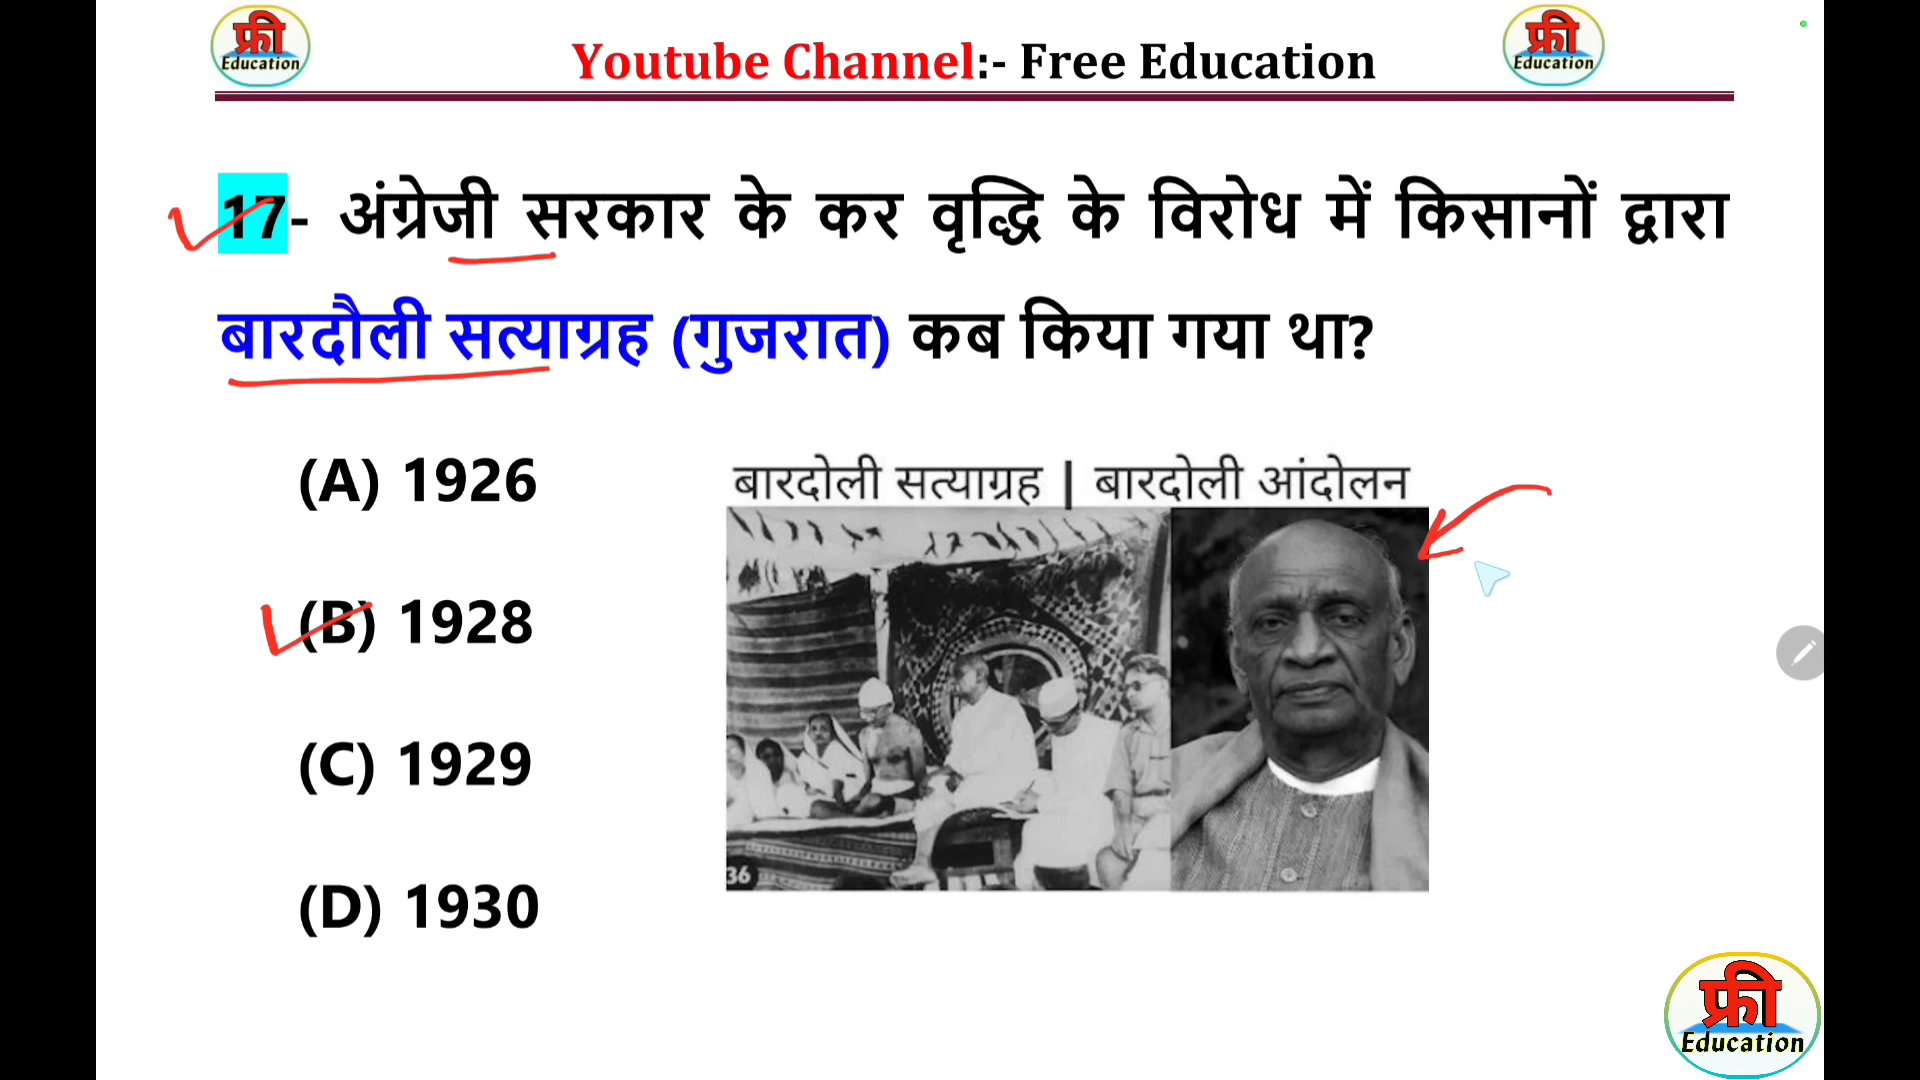 फ्री
Education
Youtube Channel:- Free Education
फ्री
Education
17- अंग्रेजी सरकार के कर वृद्धि के विरोध में किसानों द्वारा
बारदौली सत्याग्रह (गुजरात) कब किया गया था?
(A) 1926
(B) 1928
(C) 1929
(D) 1930
बारदोली सत्याग्रह | बारदोली आंदोलन
36
फ्री
Education